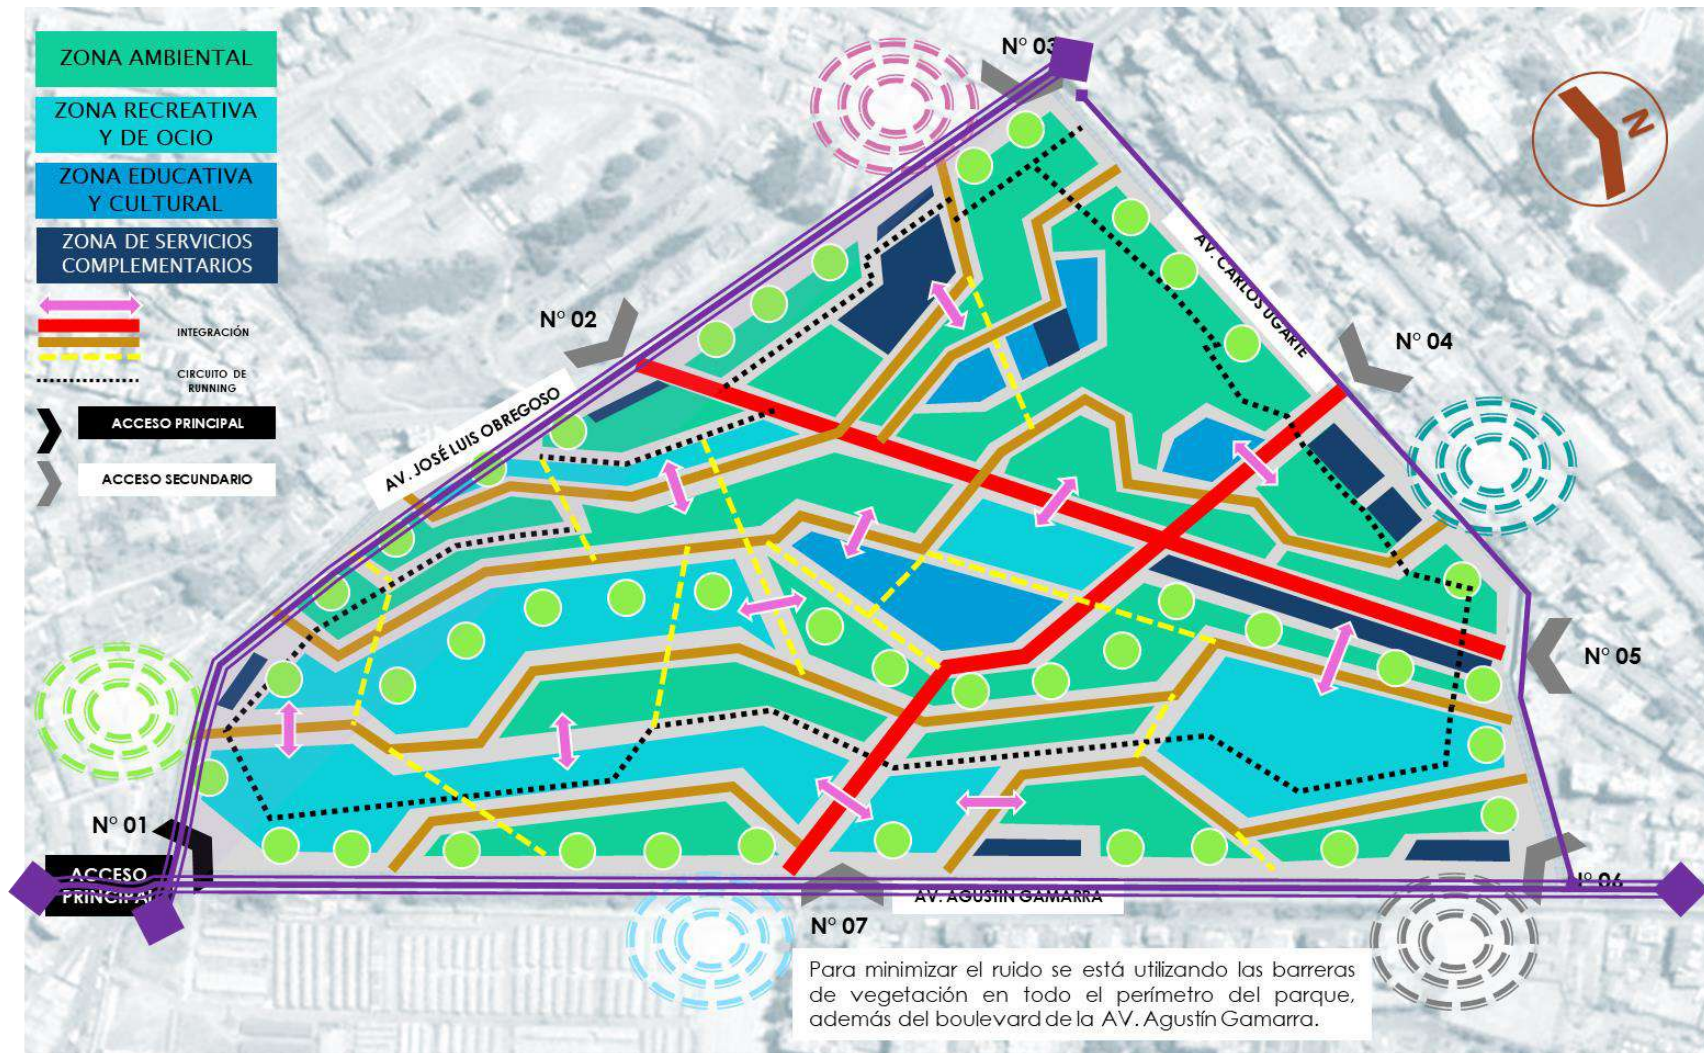 ZONA AMBIENTAL
ZONA RECREATIVA
Y DE OCIO
ZONA EDUCATIVA
Y CULTURAL
ZONA DE SERVICIOS
COMPLEMENTARIOS
INTEGRACIÓN
CIRCUITO DE
RUNNING
ACCESO PRINCIPAL
ACCESO SECUNDARIO
N° 03
N
N° 02
AV. CARLOS UGARTE
N° 04
AV. JOSÉ LUIS OBREGOSO
N° 05
N° 01
ACCESO
PRINCIPAL
N° 06
AV. AGUSTIN GAMARRA
N° 07
Para minimizar el ruido se está utilizando las barreras
de vegetación en todo el perímetro del parque,
además del boulevard de la AV. Agustín Gamarra.